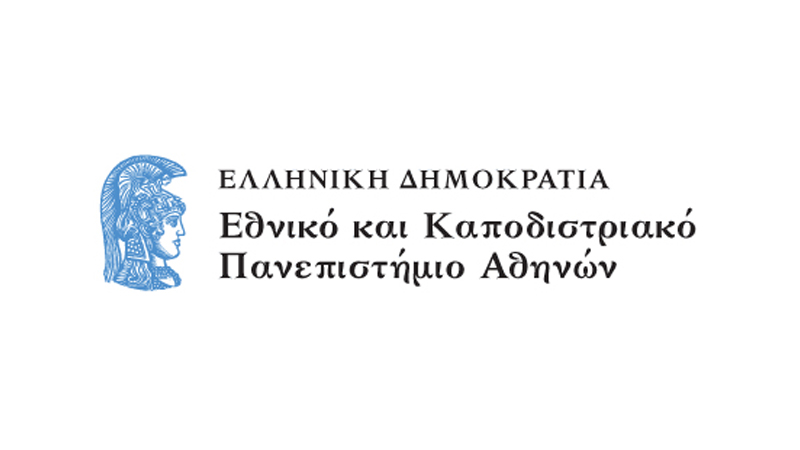 ΕΛΛΗΝΙΚΗ ΔΗΜΟΚΡΑΤΙΑ
Εθνικό και Καποδιστριακό
Πανεπιστήμιο Αθηνών